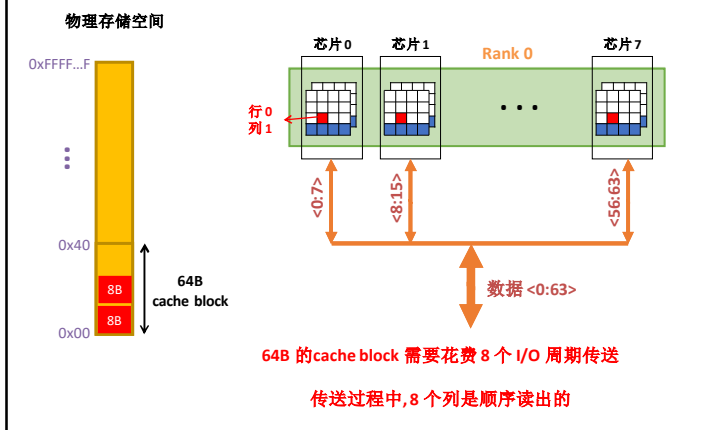 物理存储空间
0xFFFF...F
⋮
0x40
8B
8B
0x00
64B
cache block
芯片 0
芯片 1
芯片 7
Rank 0
行 0
列 1
...
<0:7>
<8:15>
<56:63>
数据 <0:63>
64B 的cache block 需要花费 8 个 I/O 周期传送
传送过程中, 8 个列是顺序读出的